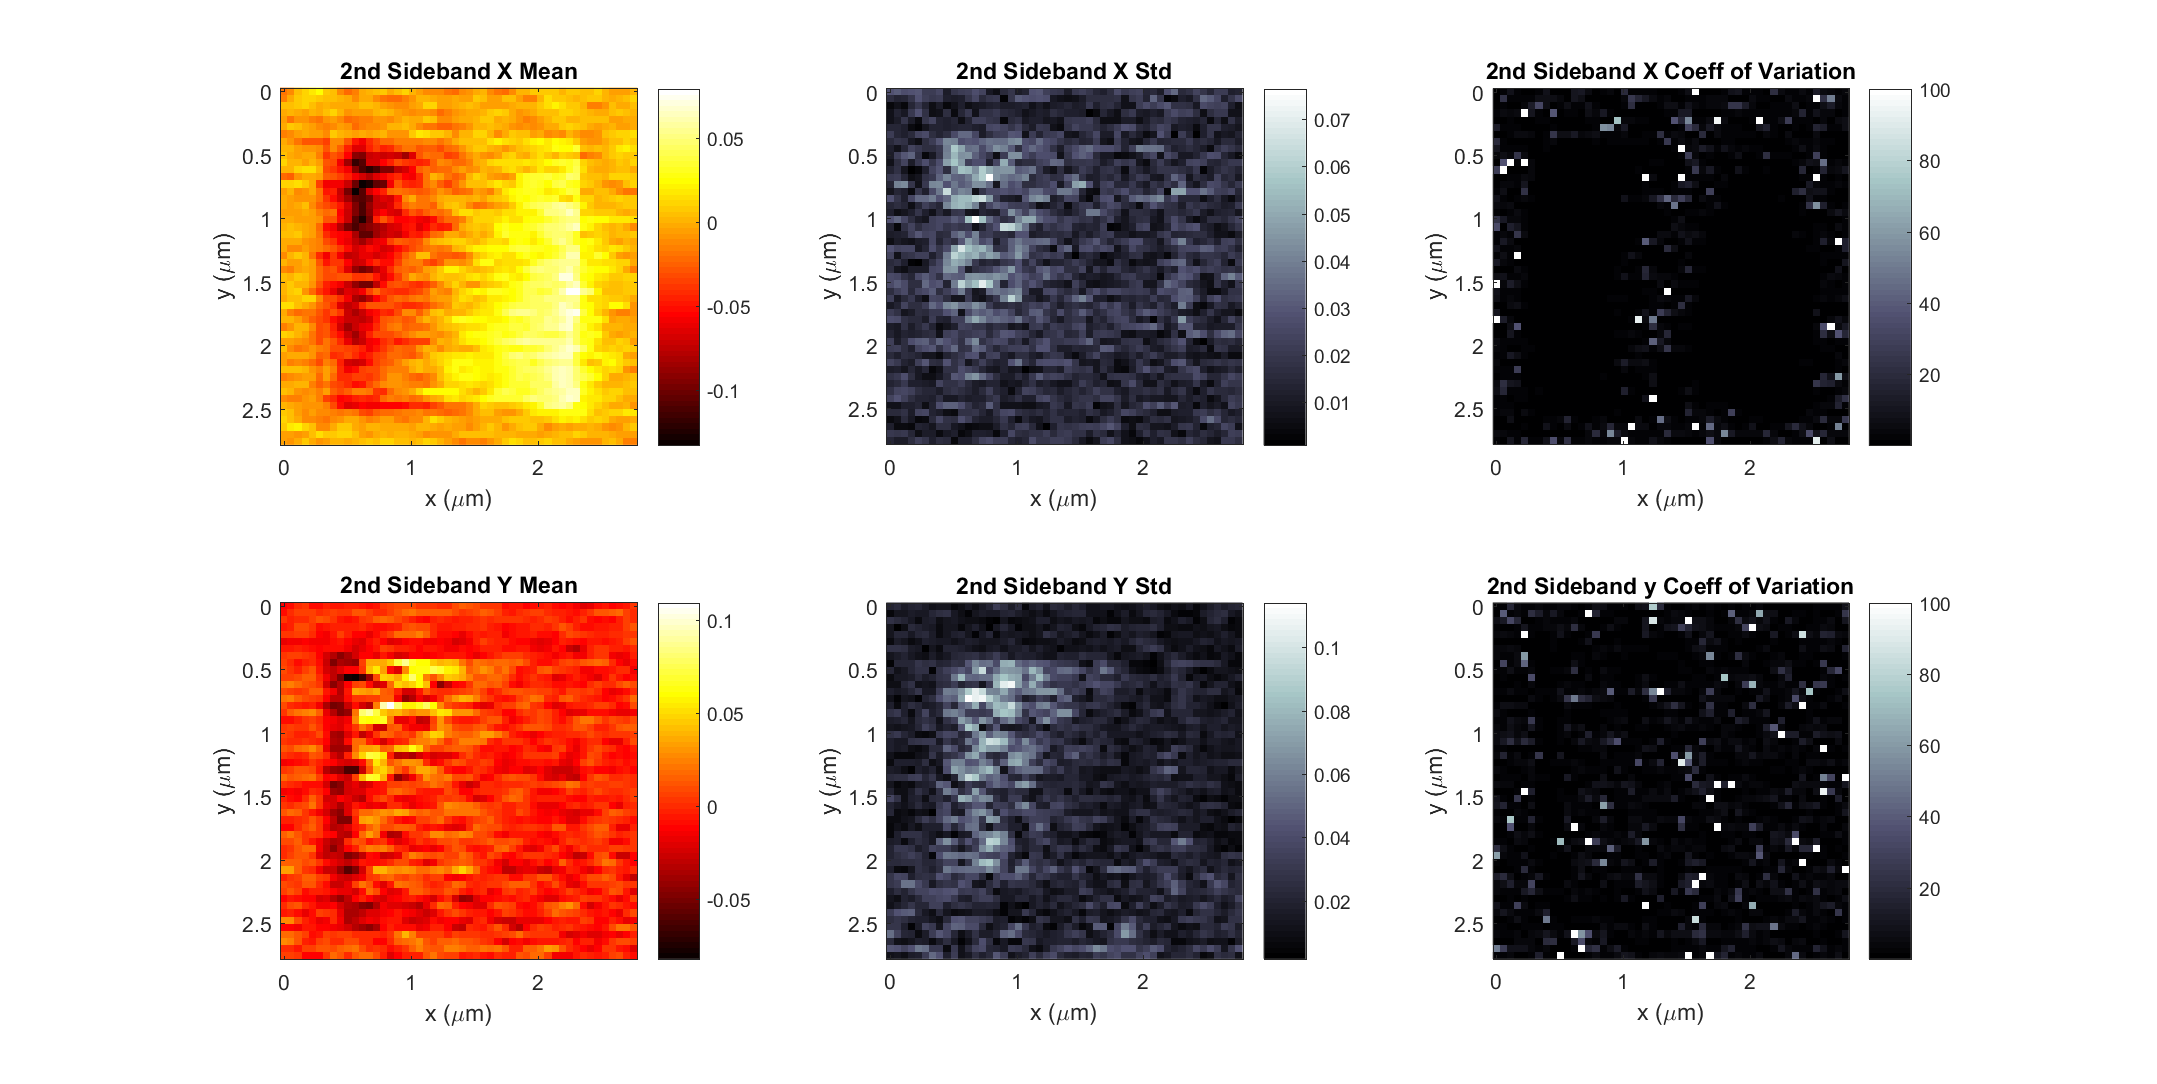 2nd Sideband X Mean
0
0.5
1
1.5
2
2.5
y (μm)
0 1 2
x (μm)
0.05
0
-0.05
-0.1
2nd Sideband X Std
0
0.5
1
1.5
2
2.5
y (μm)
0 1 2
x (μm)
0.07
0.06
0.05
0.04
0.03
0.02
0.01
2nd Sideband X Coeff of Variation
0
0.5
1
1.5
2
2.5
y (μm)
0 1 2
x (μm)
100
80
60
40
20
2nd Sideband Y Mean
0
0.5
1
1.5
2
2.5
y (μm)
0 1 2
x (μm)
0.1
0.05
0
-0.05
2nd Sideband Y Std
0
0.5
1
1.5
2
2.5
y (μm)
0 1 2
x (μm)
0.1
0.08
0.06
0.04
0.02
2nd Sideband y Coeff of Variation
0
0.5
1
1.5
2
2.5
y (μm)
0 1 2
x (μm)
100
80
60
40
20